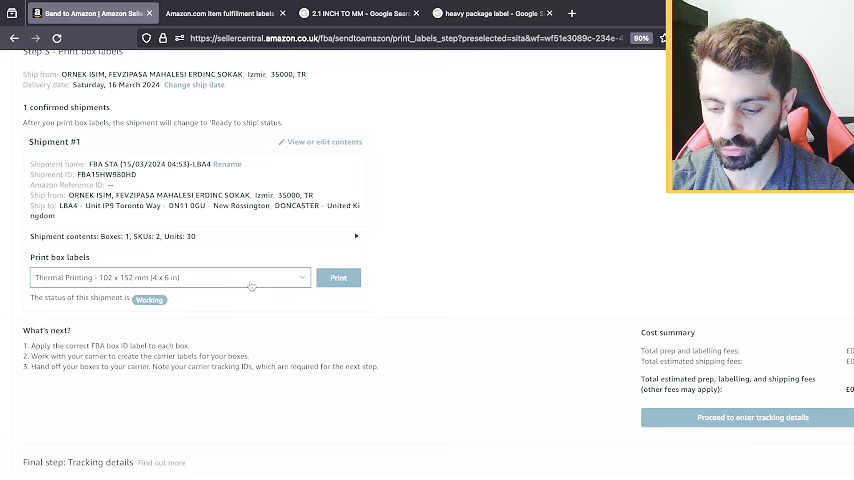 Send to Amazon | Amazon Selle
Amazon.com item fulfillment labels
2.1 INCH TO MM - Google Sear
heavy package label - Google S
https://sellercentral.amazon.co.uk/fba/sendtoamazon/print_labels_step?preselected=sita&wf=wf51e3089c-234e-4
90%
Step 3 - Print box labels
Ship from: ORNEK ISIM, FEVZIPASA MAHALESI ERDINC SOKAK, Izmir, 35000, TR
Delivery date: Saturday, 16 March 2024 Change ship date
1 confirmed shipments
After you print box labels, the shipment will change to 'Ready to ship' status.
Shipment #1
View or edit contents
Shipment name: FBA STA (15/03/2024 04:53)-LBA4 Rename
Shipment ID: FBA15HW980HD
Amazon Reference ID: --
Ship from: ORNEK ISIM, FEVZIPASA MAHALESI ERDINC SOKAK, Izmir, 35000, TR
Ship to: LBA4 - Unit IP9 Toronto Way - DN11 0GU - New Rossington, DONCASTER - United Ki
ngdom
Shipment contents: Boxes: 1, SKUs: 2, Units: 30
Print box labels
Thermal Printing - 102 x 152 mm (4 x 6 in)
Print
The status of this shipment is Working
What's next?
1. Apply the correct FBA box ID label to each box.
2. Work with your carrier to create the carrier labels for your boxes.
3. Hand off your boxes to your carrier. Note your carrier tracking IDs, which are required for the next step.
Cost summary
Total prep and labelling fees: £0
Total estimated shipping fees: £0
Total estimated prep, labelling, and shipping fees
(other fees may apply): £0
Proceed to enter tracking details
Final step: Tracking details Find out more